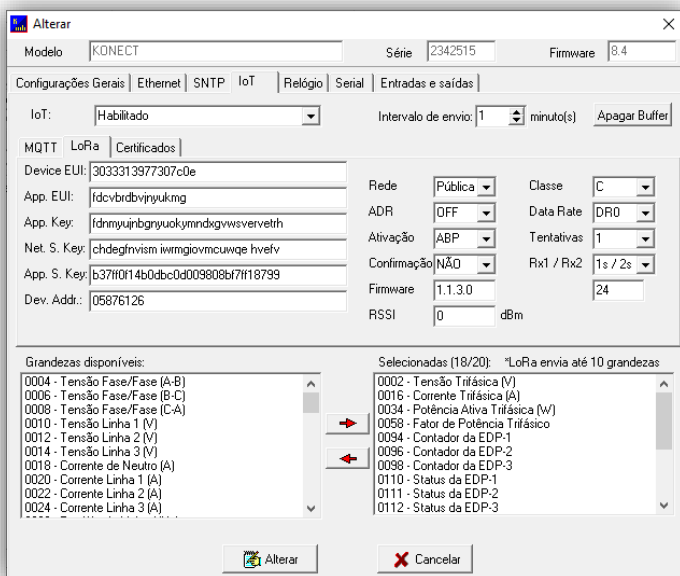 Alterar
Modelo KONECT Série 2342515 Firmware 8.4
Configurações Gerais Ethernet SNTP IoT Relógio Serial Entradas e saídas
IoT: Habilitado Intervalo de envio: 1 minuto(s) Apagar Buffer
MQTT LoRa Certificados
Device EUI: 3033313977307c0e
App. EUI: fdcvbrdbvjnyukmg
App. Key: fdnmyujnbgnyuokymndxgvwsvervetrh
Net. S. Key: chdegfnvism iwrmgiovmcuwqe hvefv
App. S. Key: b37ff0f14b0dbc0d009808bf7ff18799
Dev. Addr.: 05876126
Rede Pública Classe C
ADR OFF Data Rate DR0
Ativação ABP Tentativas 1
Confirmação NÃO Rx1 / Rx2 1s / 2s
Firmware 1.1.3.0 24
RSSI 0 dBm
Grandezas disponíveis:
0004 - Tensão Fase/Fase (A-B)
0006 - Tensão Fase/Fase (B-C)
0008 - Tensão Fase/Fase (C-A)
0010 - Tensão Linha 1 (V)
0012 - Tensão Linha 2 (V)
0014 - Tensão Linha 3 (V)
0018 - Corrente de Neutro (A)
0020 - Corrente Linha 1 (A)
0022 - Corrente Linha 2 (A)
0024 - Corrente Linha 3 (A)
Selecionadas (18/20): *LoRa envia até 10 grandezas
0002 - Tensão Trifásica (V)
0016 - Corrente Trifásica (A)
0034 - Potência Ativa Trifásica (W)
0058 - Fator de Potência Trifásico
0094 - Contador da EDP-1
0096 - Contador da EDP-2
0098 - Contador da EDP-3
0110 - Status da EDP-1
0111 - Status da EDP-2
0112 - Status da EDP-3
Alterar Cancelar